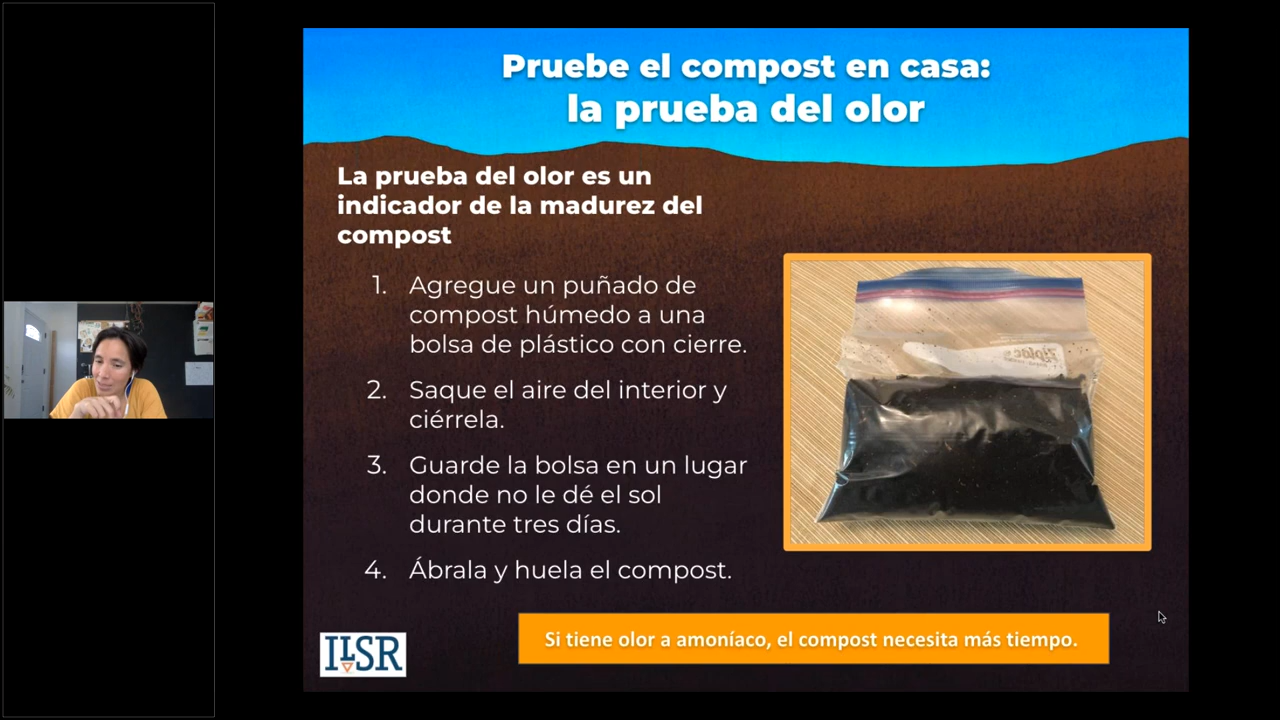 Pruebe el compost en casa:
la prueba del olor
La prueba del olor es un
indicador de la madurez del
compost
1. Agregue un puñado de
compost húmedo a una
bolsa de plástico con cierre.
2. Saque el aire del interior y
ciérrela.
3. Guarde la bolsa en un lugar
donde no le dé el sol
durante tres días.
4. Ábrala y huela el compost.
Ziploc
Si tiene olor a amoníaco, el compost necesita más tiempo.
ILSR